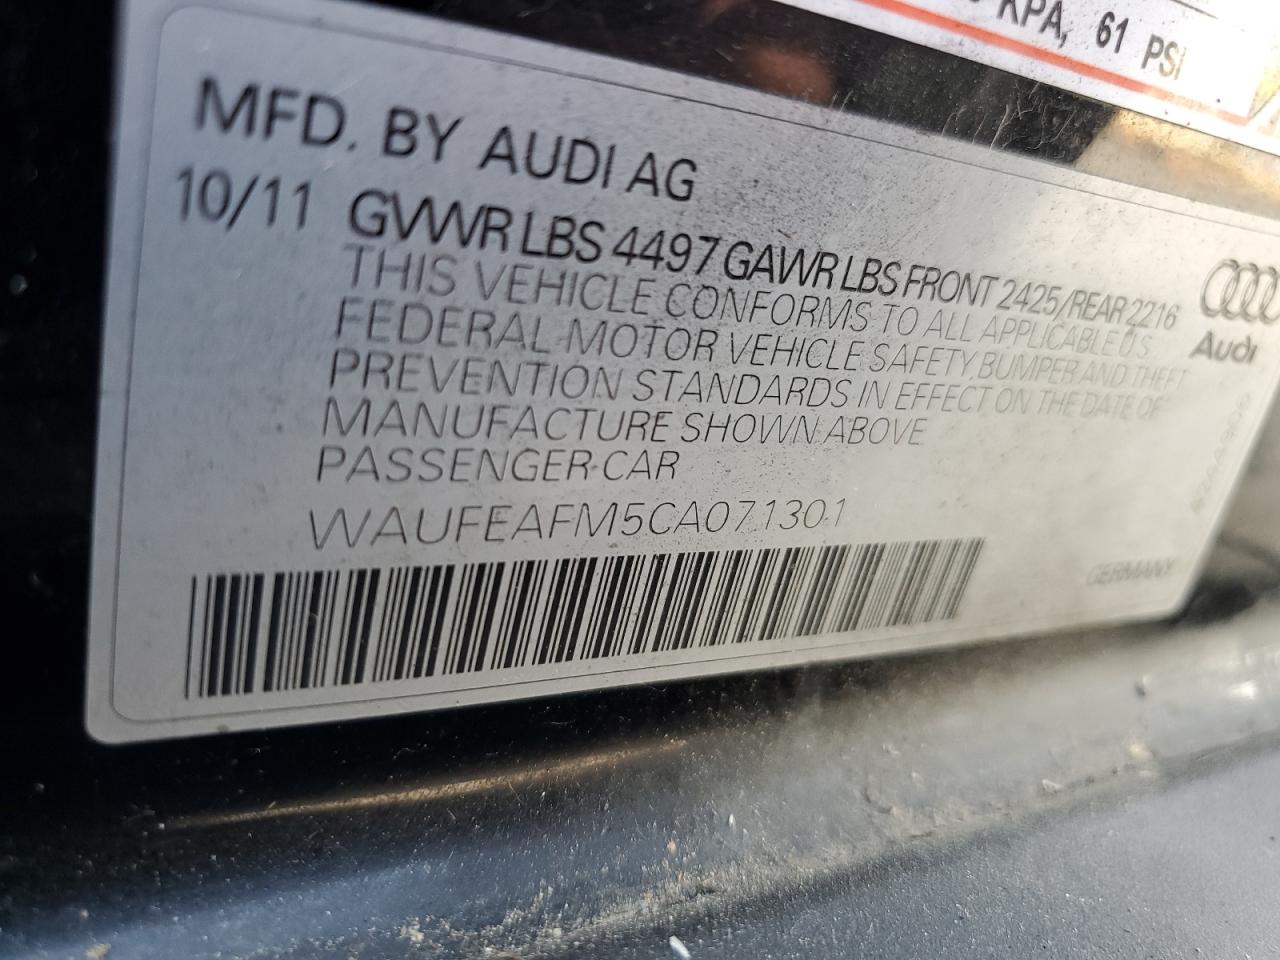 KPA, 61 PSI
MFD. BY AUDI AG
10/11 GVWR LBS 4497 GAWR LBS FRONT 2425/REAR 2216
THIS VEHICLE CONFORMS TO ALL APPLICABLE U.S.
FEDERAL MOTOR VEHICLE SAFETY, BUMPER AND THEFT
PREVENTION STANDARDS IN EFFECT ON THE DATE OF
MANUFACTURE SHOWN ABOVE
PASSENGER CAR
WAUFEAFM5CA071301
Audi
GERMANY